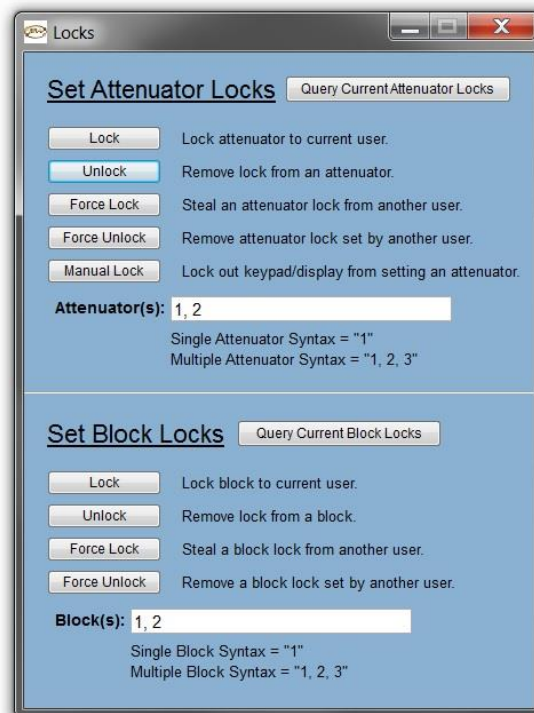 Locks
Set Attenuator Locks Query Current Attenuator Locks
Lock Lock attenuator to current user.
Unlock Remove lock from an attenuator.
Force Lock Steal an attenuator lock from another user.
Force Unlock Remove attenuator lock set by another user.
Manual Lock Lock out keypad/display from setting an attenuator.
Attenuator(s): 1, 2
Single Attenuator Syntax = "1"
Multiple Attenuator Syntax = "1, 2, 3"
Set Block Locks Query Current Block Locks
Lock Lock block to current user.
Unlock Remove lock from a block.
Force Lock Steal a block lock from another user.
Force Unlock Remove a block lock set by another user.
Block(s): 1, 2
Single Block Syntax = "1"
Multiple Block Syntax = "1, 2, 3"